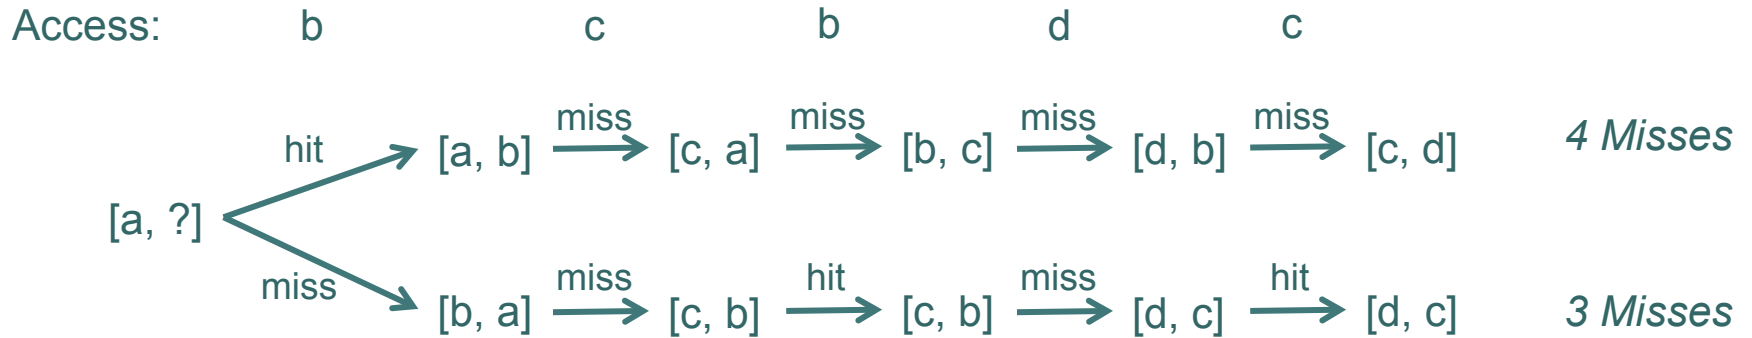 Access: b c b d c
miss miss miss miss
hit
[a, b] [c, a] [b, c] [d, b] [c, d] 4 Misses
[a, ?]
miss miss hit miss hit
[b, a] [c, b] [c, b] [d, c] [d, c] 3 Misses